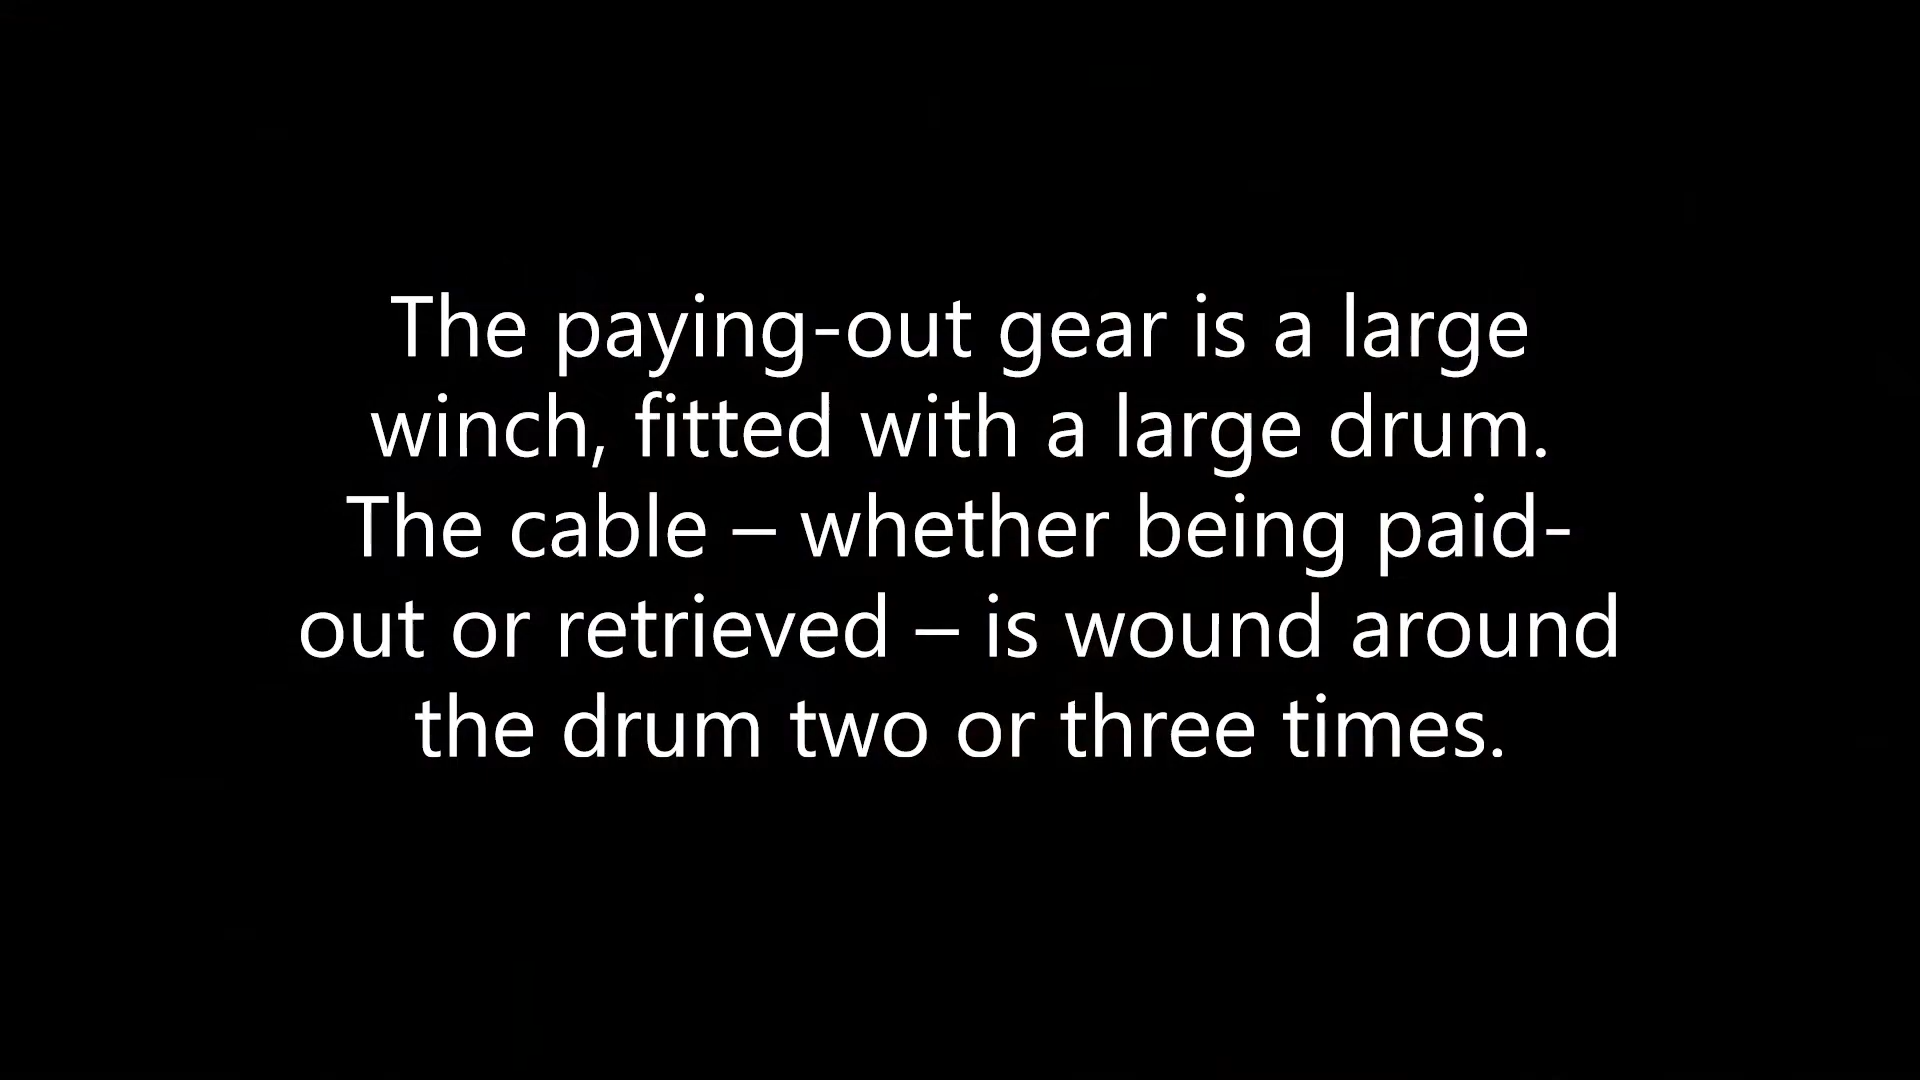 The paying-out gear is a large
winch, fitted with a large drum.
The cable – whether being paid-
out or retrieved – is wound around
the drum two or three times.